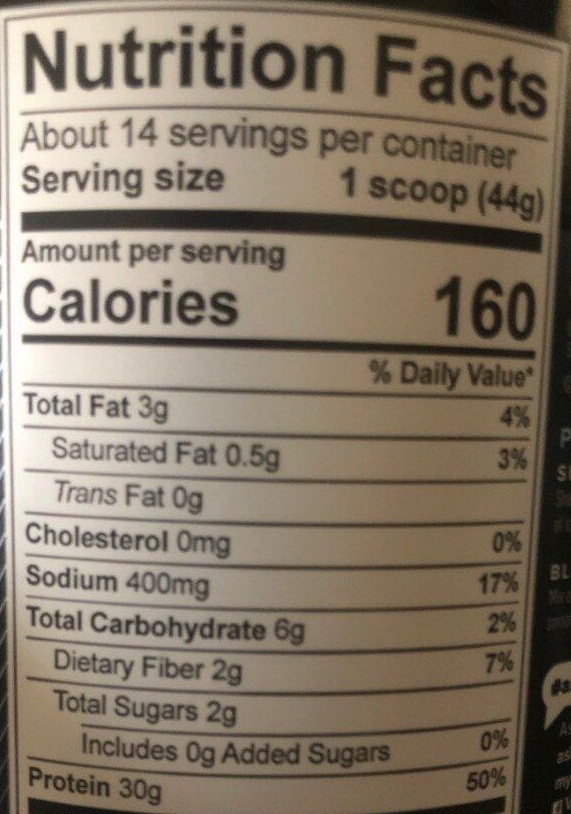 Nutrition Facts
About 14 servings per container
Serving size 1 scoop (44g)
Amount per serving
Calories 160
% Daily Value*
Total Fat 3g 4%
Saturated Fat 0.5g 3%
Trans Fat 0g
Cholesterol 0mg 0%
Sodium 400mg 17%
Total Carbohydrate 6g 2%
Dietary Fiber 2g 7%
Total Sugars 2g
Includes 0g Added Sugars 0%
Protein 30g 50%
BL